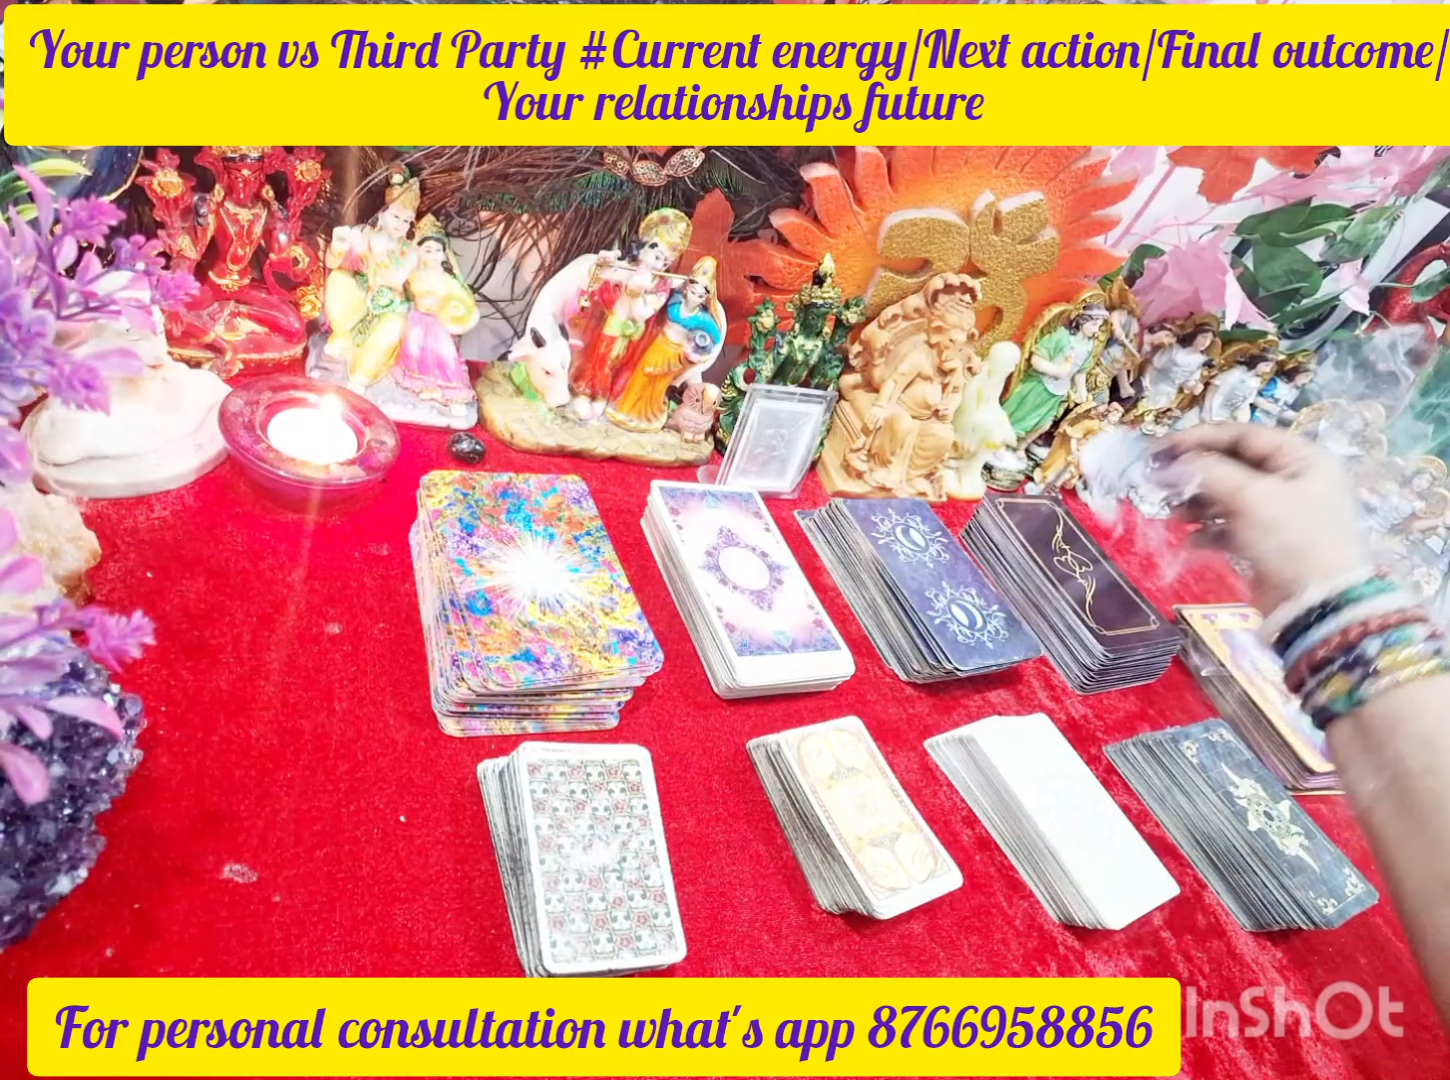 Your person vs Third Party #Current energy/Next action/Final outcome/
Your relationships future
ॐ
For personal consultation what's app 8766958856
InShOt